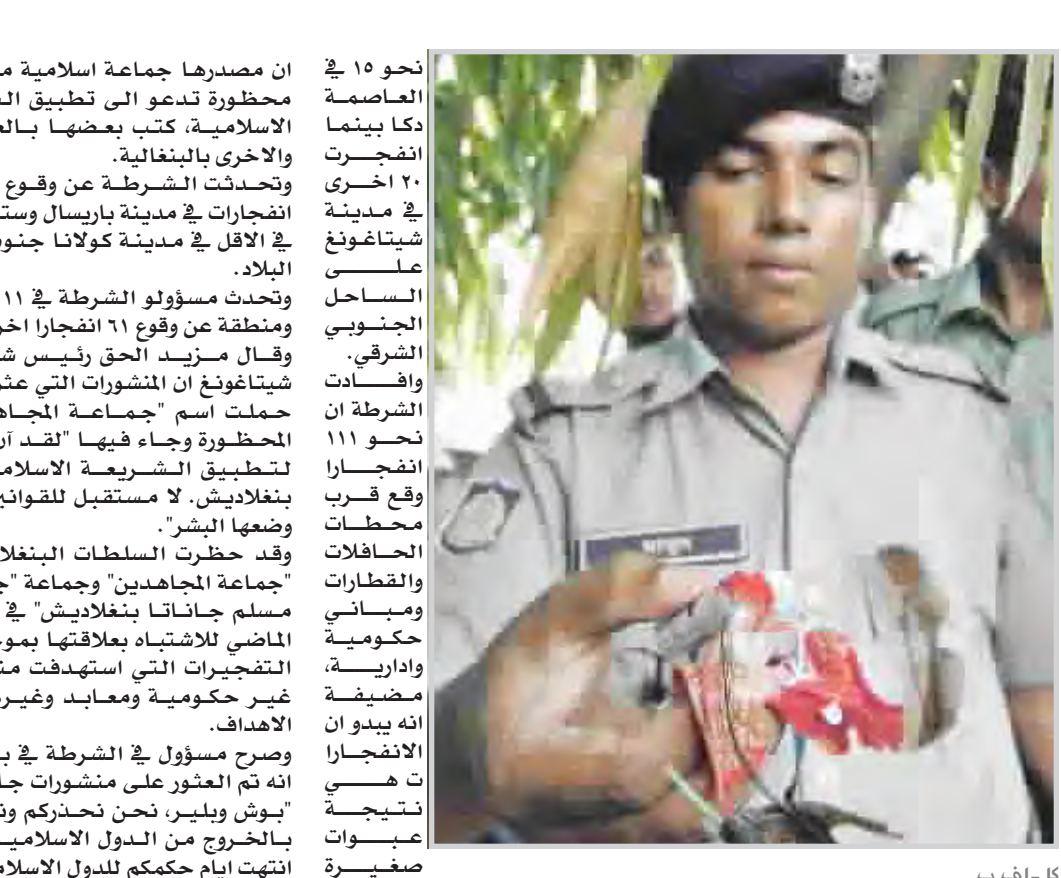 نحو ١٥ في
العاصمة
دكا بينما
انفجرت
٢٠ اخرى
في مدينة
شيتاغونغ
على
الساحل
الجنوبي
الشرقي.
وافادت
الشرطة ان
نحو ١١١
انفجارا
وقع قرب
محطات
الحافلات
والقطارات
ومباني
حكومية
وادارية،
مضيفة
انه يبدو ان
الانفجارا
ت هي
نتيجة
عبوات
صغيرة
ان مصدرها جماعة اسلامية
محظورة تدعو الى تطبيق
الاسلامية، كتب بعضها
والاخرى بالبنغالية.
وتحدثت الشرطة عن وقوع
انفجارات في مدينة باريسال
في الاقل في مدينة كولانا
البلاد.
وتحدث مسؤولو الشرطة في ١١
ومنطقة عن وقوع ٦١ انفجارا
وقال مزيد الحق رئيس
شيتاغونغ ان المنشورات التي
حملت اسم "جماعة
المحظورة وجاء فيها "لقد
لتطبيق الشريعة
بنغلاديش. لا مستقبل
وضعها البشر".
وقد حظرت السلطات
"جماعة المجاهدين" وجماعة
مسلم جاناتا بنغلاديش" في
الماضي للاشتباه بعلاقتها
التفجيرات التي استهدفت
غير حكومية ومعابد
الاهداف.
وصرح مسؤول في الشرطة في
انه تم العثور على منشورات
"بوش وبلير، نحن نحذركم
بالخروج من الدول
انتهت ايام حكمكم للدول